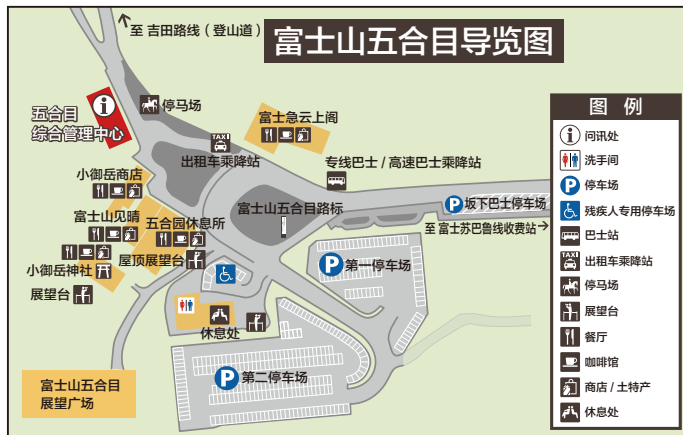 至 吉田路线（登山道）
富士山五合目导览图
五合目
综合管理中心
停马场
富士急云上阁
TAXI
出租车乘降站
专线巴士 / 高速巴士乘降站
小御岳商店
富士山见晴
五合园休息所
富士山五合目路标
P 坂下巴士停车场
至 富士苏巴鲁线收费站
小御岳神社
屋顶展望台
展望台
P 第一停车场
休息处
P 第二停车场
富士山五合目
展望广场
图 例
i 问讯处
洗手间
P 停车场
残疾人专用停车场
巴士站
TAXI 出租车乘降站
停马场
展望台
餐厅
咖啡馆
商店 / 土特产
休息处